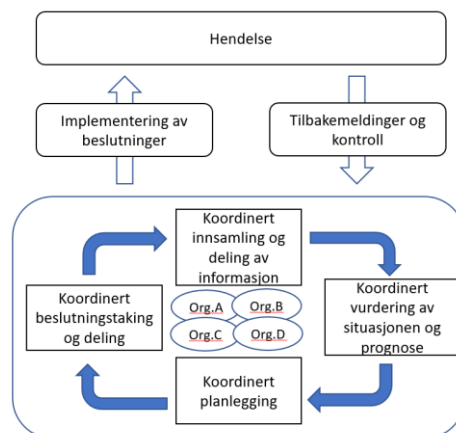 Hendelse
Implementering av
beslutninger
Tilbakemeldinger og
kontroll
Koordinert
innsamling og
deling av
informasjon
Koordinert
beslutningstaking
og deling
Org.A
Org.B
Org.C
Org.D
Koordinert
vurdering av
situasjonen og
prognose
Koordinert
planlegging